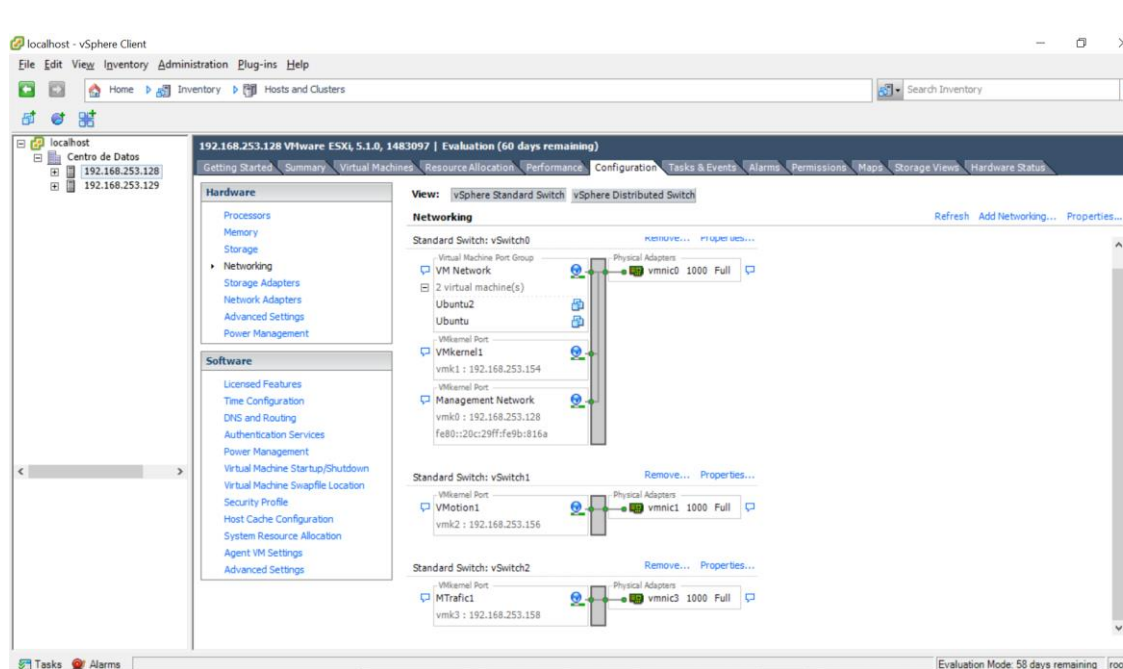 localhost - vSphere Client
File Edit View Inventory Administration Plug-ins Help
Home Inventory Hosts and Clusters
Search Inventory
localhost
Centro de Datos
192.168.253.128
192.168.253.129
192.168.253.128 VMware ESXi, 5.1.0, 1483097 | Evaluation (60 days remaining)
Getting Started Summary Virtual Machines Resource Allocation Performance Configuration Tasks & Events Alarms Permissions Maps Storage Views Hardware Status
Hardware
Processors
Memory
Storage
Networking
Storage Adapters
Network Adapters
Advanced Settings
Power Management
Software
Licensed Features
Time Configuration
DNS and Routing
Authentication Services
Power Management
Virtual Machine Startup/Shutdown
Virtual Machine Swapfile Location
Security Profile
Host Cache Configuration
System Resource Allocation
Agent VM Settings
Advanced Settings
View: vSphere Standard Switch vSphere Distributed Switch
Networking Refresh Add Networking... Properties...
Standard Switch: vSwitch0 Remove... Properties...
Virtual Machine Port Group Physical Adapters
VM Network vmnic0 1000 Full
2 virtual machine(s)
Ubuntu2
Ubuntu
VMkernel Port
VMkernel1
vmk1 : 192.168.253.154
VMkernel Port
Management Network
vmk0 : 192.168.253.128
fe80::20c:29ff:fe9b:816a
Standard Switch: vSwitch1 Remove... Properties...
VMkernel Port Physical Adapters
VMotion1 vmnic1 1000 Full
vmk2 : 192.168.253.156
Standard Switch: vSwitch2 Remove... Properties...
VMkernel Port Physical Adapters
MTrafic1 vmnic3 1000 Full
vmk3 : 192.168.253.158
Tasks Alarms Evaluation Mode: 58 days remaining roo